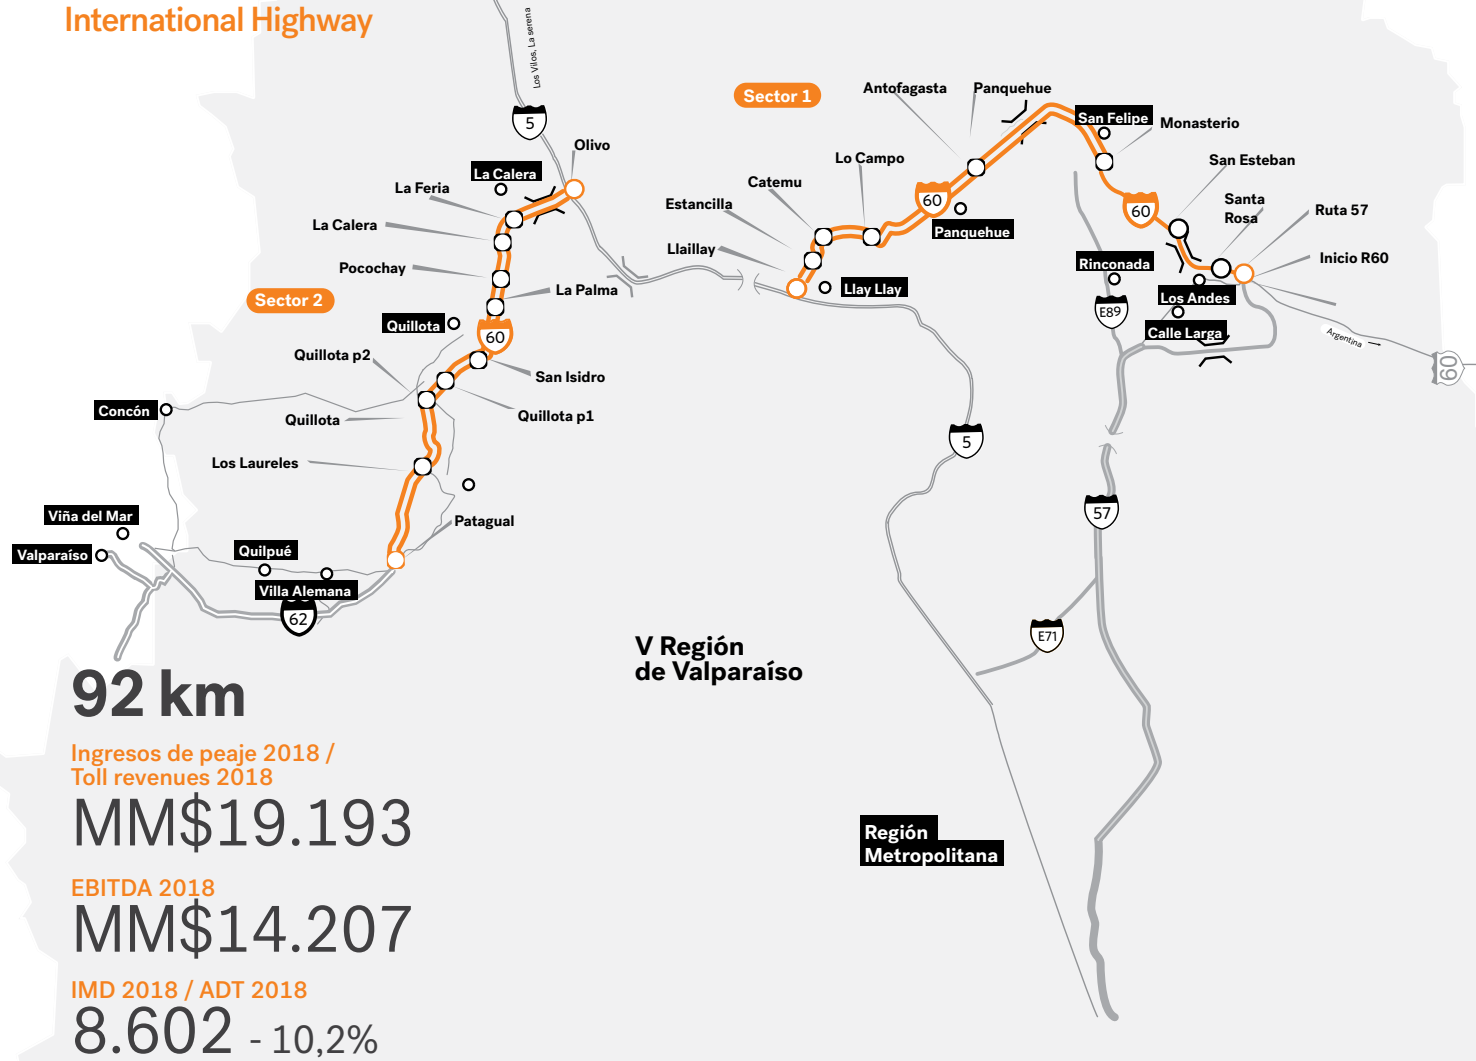 International Highway
Los Vilos, La serena
5
Sector 1
Antofagasta
Panquehue
San Felipe
Monasterio
Olivo
La Calera
La Feria
Lo Campo
San Esteban
Catemu
Estancilla
60
60
Santa
Rosa
Ruta 57
La Calera
Panquehue
Llaillay
Inicio R60
Pocochay
Rinconada
La Palma
Llay Llay
Los Andes
Sector 2
E89
Quillota
60
Calle Larga
Argentina
60
Quillota p2
San Isidro
Concón
Quillota
Quillota p1
5
Los Laureles
Viña del Mar
57
Patagual
Valparaíso
Quilpué
Villa Alemana
62
E71
V Región
de Valparaíso
92 km
Ingresos de peaje 2018 /
Toll revenues 2018
MM$19.193
Región
Metropolitana
EBITDA 2018
MM$14.207
IMD 2018 / ADT 2018
8.602 - 10,2%